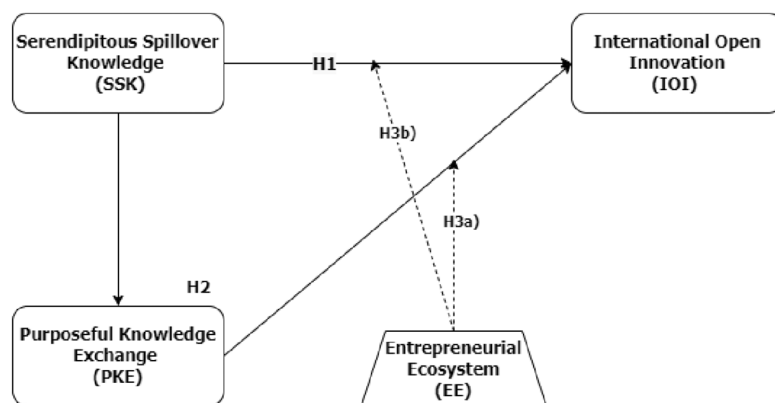 Serendipitous Spillover
Knowledge
(SSK)
International Open
Innovation
(IOI)
H1
H3b)
H3a)
H2
Purposeful Knowledge
Exchange
(PKE)
Entrepreneurial
Ecosystem
(EE)